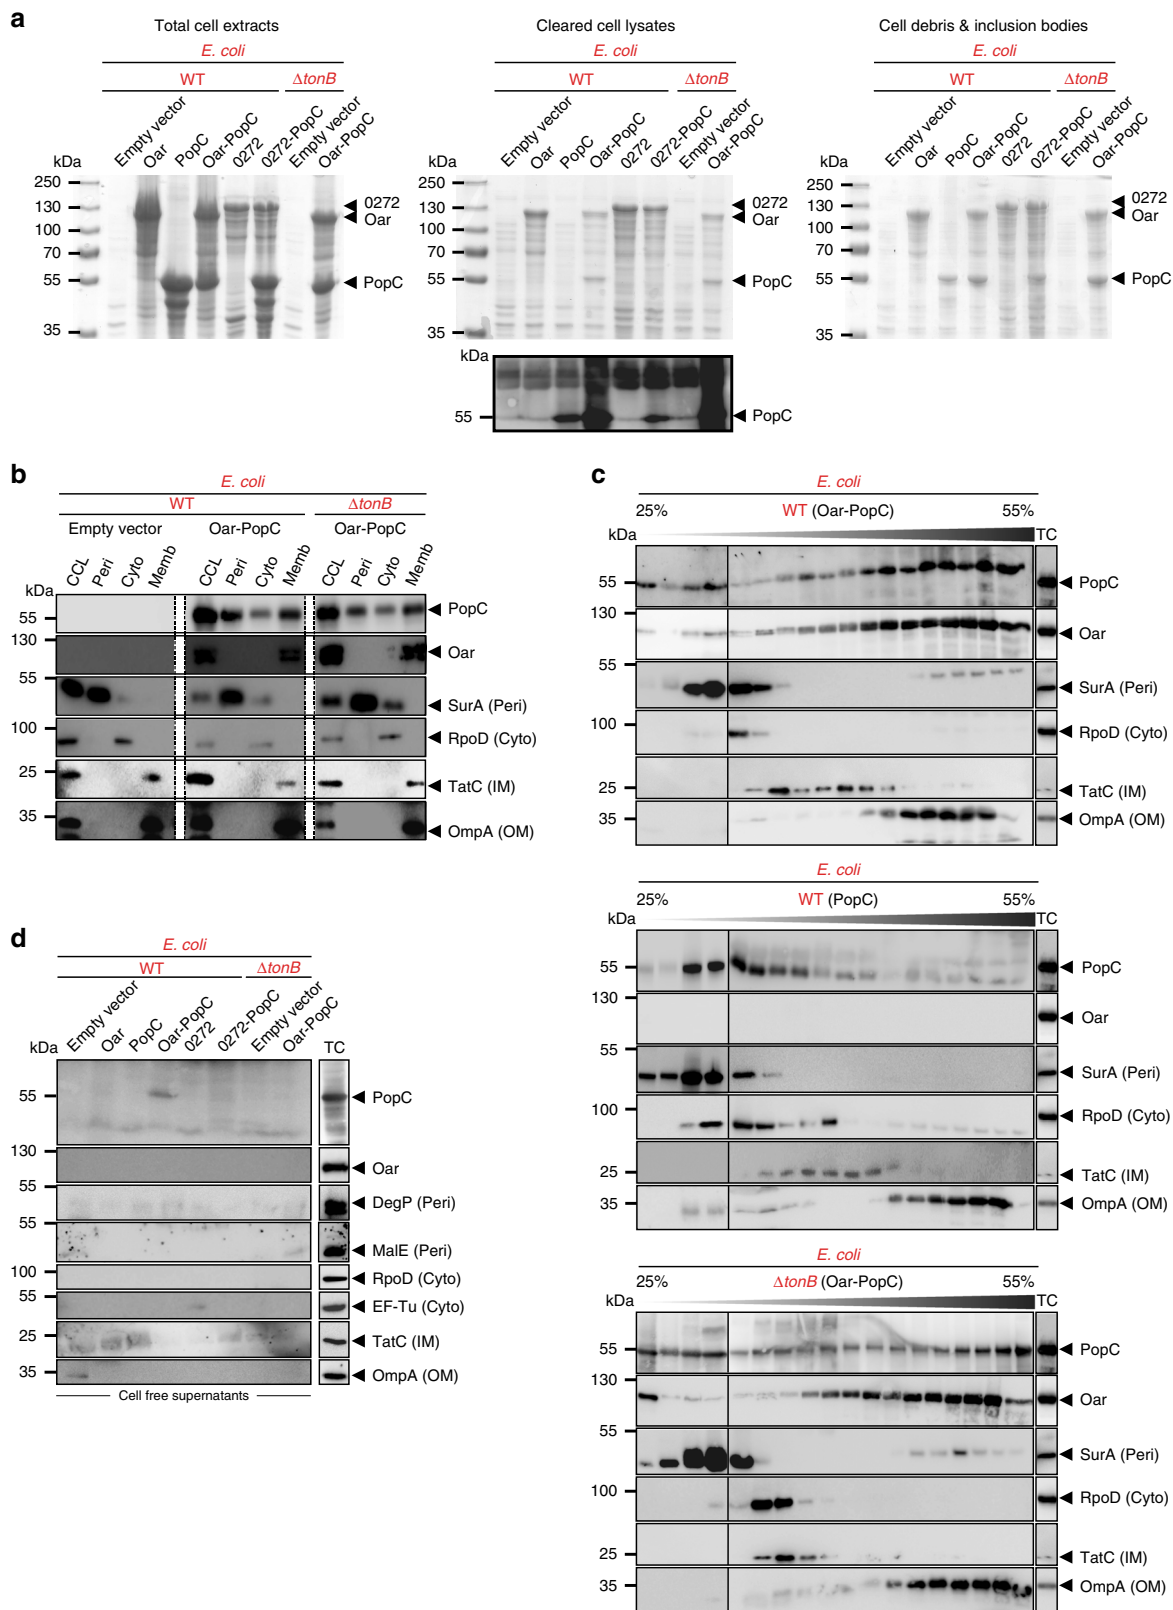 a
Total cell extracts
E. coli
WT
ΔtonB
Empty vector
Oar
PopC
Oar-PopC
0272
0272-PopC
Empty vector
Oar-PopC
kDa
250
130
100
70
55
35
0272
Oar
PopC
Cleared cell lysates
E. coli
WT
ΔtonB
Empty vector
Oar
PopC
Oar-PopC
0272
0272-PopC
Empty vector
Oar-PopC
kDa
250
130
100
70
55
35
0272
Oar
PopC
kDa
55
PopC
Cell debris & inclusion bodies
E. coli
WT
ΔtonB
Empty vector
Oar
PopC
Oar-PopC
0272
0272-PopC
Empty vector
Oar-PopC
kDa
250
130
100
70
55
35
0272
Oar
PopC
b
E. coli
WT
ΔtonB
Empty vector
Oar-PopC
Oar-PopC
CCL
Peri
Cyto
Memb
CCL
Peri
Cyto
Memb
CCL
Peri
Cyto
Memb
kDa
55
PopC
130
Oar
55
SurA (Peri)
100
RpoD (Cyto)
25
TatC (IM)
35
OmpA (OM)
c
E. coli
25%
WT (Oar-PopC)
55%
kDa
TC
55
PopC
130
Oar
55
SurA (Peri)
100
RpoD (Cyto)
25
TatC (IM)
35
OmpA (OM)
E. coli
25%
WT (PopC)
55%
kDa
TC
55
PopC
130
Oar
55
SurA (Peri)
100
RpoD (Cyto)
25
TatC (IM)
35
OmpA (OM)
E. coli
25%
ΔtonB (Oar-PopC)
55%
kDa
TC
55
PopC
130
Oar
55
SurA (Peri)
100
RpoD (Cyto)
25
TatC (IM)
35
OmpA (OM)
d
E. coli
WT
ΔtonB
Empty vector
Oar
PopC
Oar-PopC
0272
0272-PopC
Empty vector
Oar-PopC
kDa
TC
55
PopC
130
Oar
55
DegP (Peri)
55
MalE (Peri)
100
RpoD (Cyto)
55
EF-Tu (Cyto)
25
TatC (IM)
35
OmpA (OM)
Cell free supernatants